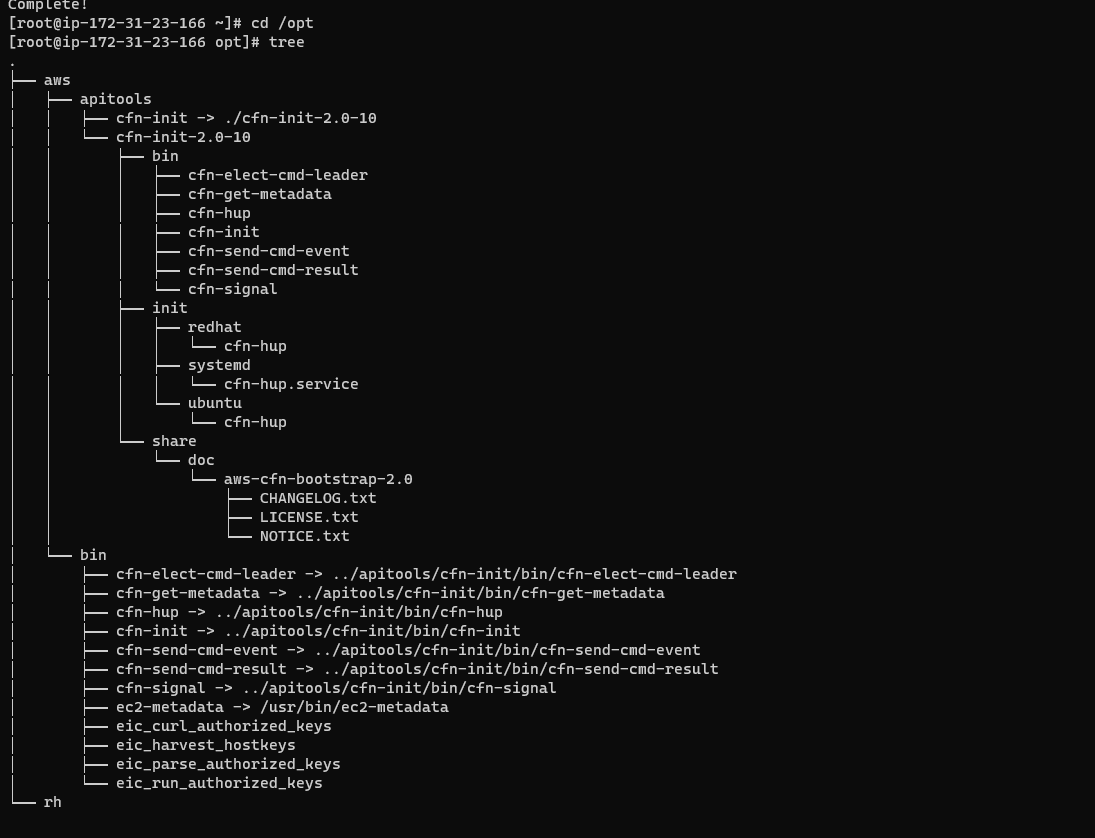 Complete!
[root@ip-172-31-23-166 ~]# cd /opt
[root@ip-172-31-23-166 opt]# tree
.
├── aws
│   ├── apitools
│   │   ├── cfn-init -> ./cfn-init-2.0-10
│   │   └── cfn-init-2.0-10
│   │       ├── bin
│   │       │   ├── cfn-elect-cmd-leader
│   │       │   ├── cfn-get-metadata
│   │       │   ├── cfn-hup
│   │       │   ├── cfn-init
│   │       │   ├── cfn-send-cmd-event
│   │       │   ├── cfn-send-cmd-result
│   │       │   └── cfn-signal
│   │       ├── init
│   │       │   ├── redhat
│   │       │   │   └── cfn-hup
│   │       │   ├── systemd
│   │       │   │   └── cfn-hup.service
│   │       │   └── ubuntu
│   │       │       └── cfn-hup
│   │       └── share
│   │           └── doc
│   │               └── aws-cfn-bootstrap-2.0
│   │                   ├── CHANGELOG.txt
│   │                   ├── LICENSE.txt
│   │                   └── NOTICE.txt
│   └── bin
│       ├── cfn-elect-cmd-leader -> ../apitools/cfn-init/bin/cfn-elect-cmd-leader
│       ├── cfn-get-metadata -> ../apitools/cfn-init/bin/cfn-get-metadata
│       ├── cfn-hup -> ../apitools/cfn-init/bin/cfn-hup
│       ├── cfn-init -> ../apitools/cfn-init/bin/cfn-init
│       ├── cfn-send-cmd-event -> ../apitools/cfn-init/bin/cfn-send-cmd-event
│       ├── cfn-send-cmd-result -> ../apitools/cfn-init/bin/cfn-send-cmd-result
│       ├── cfn-signal -> ../apitools/cfn-init/bin/cfn-signal
│       ├── ec2-metadata -> /usr/bin/ec2-metadata
│       ├── eic_curl_authorized_keys
│       ├── eic_harvest_hostkeys
│       ├── eic_parse_authorized_keys
│       └── eic_run_authorized_keys
└── rh